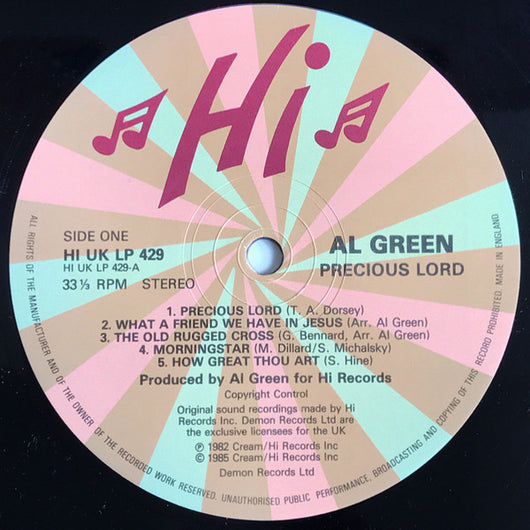 Hi
SIDE ONE
HI UK LP 429
HI UK LP 429-A
33⅓ RPM STEREO
AL GREEN
PRECIOUS LORD
1. PRECIOUS LORD (T. A. Dorsey)
2. WHAT A FRIEND WE HAVE IN JESUS (Arr. Al Green)
3. THE OLD RUGGED CROSS (G. Bennard, Arr. Al Green)
4. MORNINGSTAR (M. Dillard/S. Michalsky)
5. HOW GREAT THOU ART (S. Hine)
Produced by Al Green for Hi Records
Copyright Control
Original sound recordings made by Hi
Records Inc. Demon Records Ltd are
the exclusive licensees for the UK
℗ 1982 Cream/Hi Records Inc
© 1985 Cream/Hi Records Inc
Demon Records Ltd
ALL RIGHTS OF THE MANUFACTURER AND OF THE OWNER OF THE RECORDED WORK RESERVED. UNAUTHORISED PUBLIC PERFORMANCE, BROADCASTING AND COPYING OF THIS RECORD PROHIBITED. MADE IN ENGLAND.